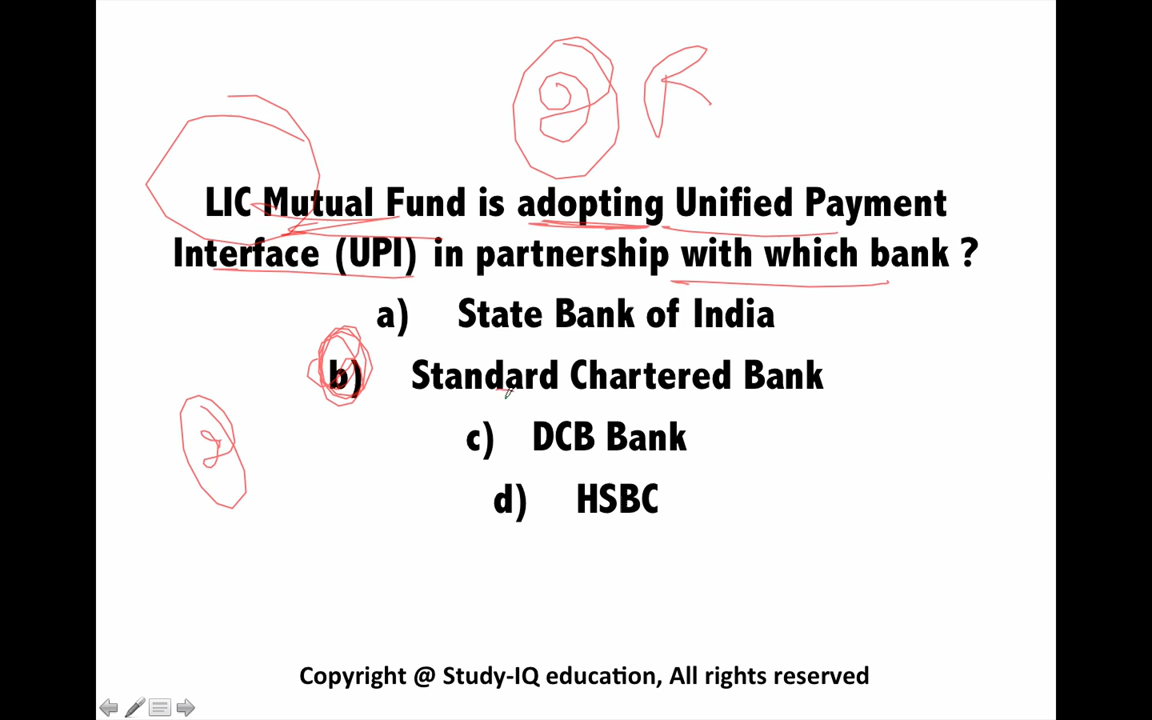 LIC Mutual Fund is adopting Unified Payment
Interface (UPI) in partnership with which bank ?
a) State Bank of India
b) Standard Chartered Bank
c) DCB Bank
d) HSBC
Copyright @ Study-IQ education, All rights reserved